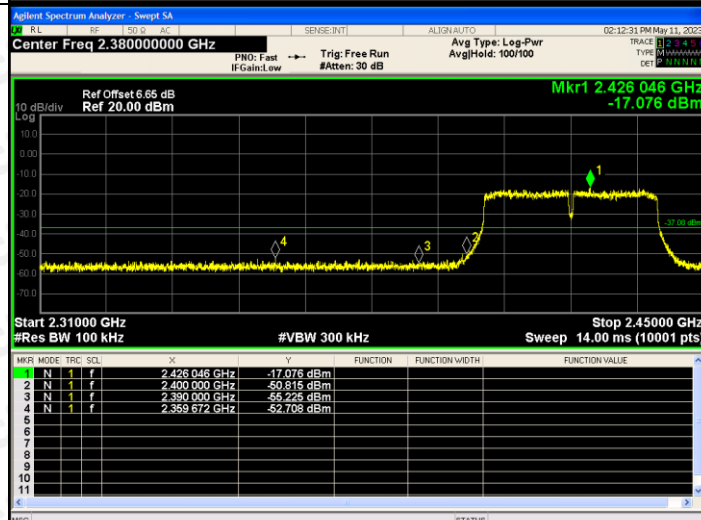 Agilent Spectrum Analyzer - Swept SA
RL RF 50 Ω AC SENSE:INT ALIGN AUTO 02:12:31 PM May 11, 2023
Center Freq 2.380000000 GHz
PNO: Fast
IFGain:Low
Trig: Free Run
#Atten: 30 dB
Avg Type: Log-Pwr
Avg|Hold: 100/100
TRACE 1 2 3 4 5
TYPE M
DET P N N N N
Ref Offset 6.65 dB
10 dB/div Ref 20.00 dBm
Log
Mkr1 2.426 046 GHz
-17.076 dBm
10.0
0.00
-10.0
-20.0
-30.0
-40.0
-50.0
-60.0
-70.0
1
2
3
4
-37.08 dBm
Start 2.31000 GHz Stop 2.45000 GHz
#Res BW 100 kHz #VBW 300 kHz Sweep 14.00 ms (10001 pts)
MKR MODE TRC SCL X Y FUNCTION FUNCTION WIDTH FUNCTION VALUE
1 N 1 f 2.426 046 GHz -17.076 dBm
2 N 1 f 2.400 000 GHz -50.815 dBm
3 N 1 f 2.390 000 GHz -55.225 dBm
4 N 1 f 2.359 672 GHz -52.708 dBm
5
6
7
8
9
10
11
MSG STATUS